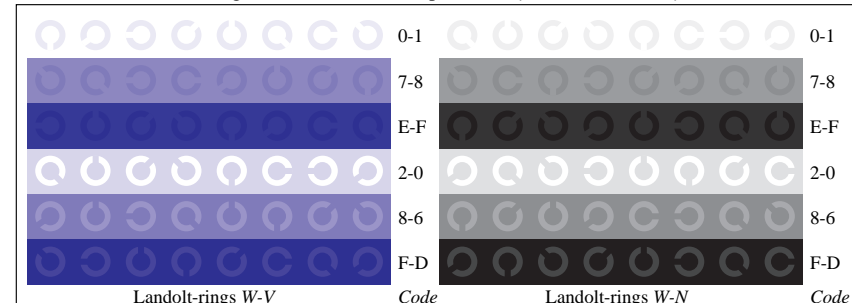 0-1 0-1
7-8 7-8
E-F E-F
2-0 2-0
8-6 8-6
F-D F-D
Landolt-rings W-V Code Landolt-rings W-N Code